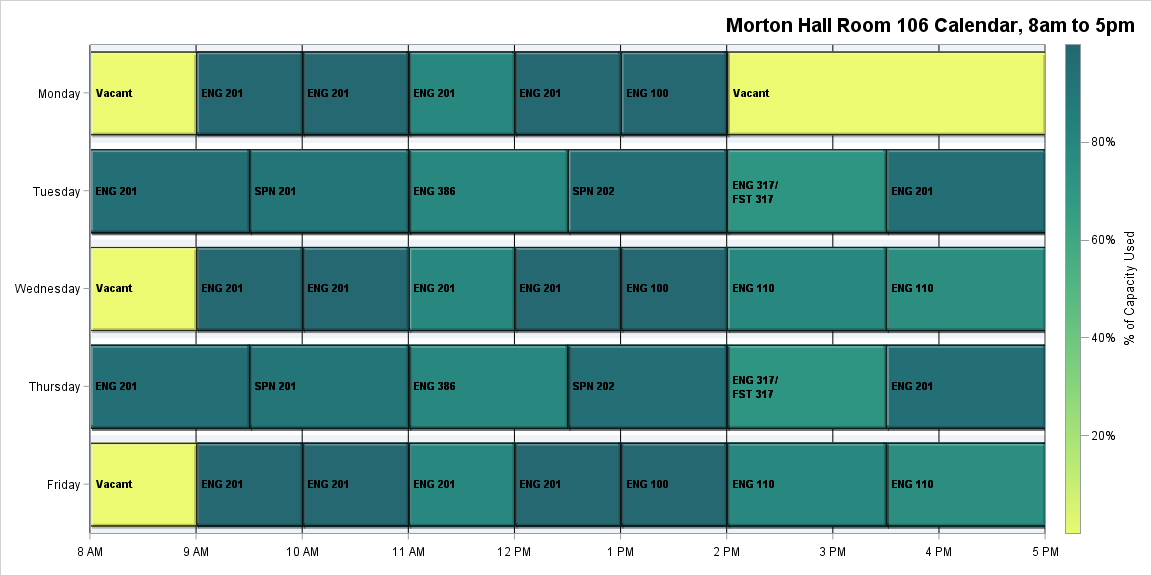 Morton Hall Room 106 Calendar, 8am to 5pm
Monday
Vacant
ENG 201
ENG 201
ENG 201
ENG 201
ENG 100
Vacant
Tuesday
ENG 201
SPN 201
ENG 386
SPN 202
ENG 317/
FST 317
ENG 201
Wednesday
Vacant
ENG 201
ENG 201
ENG 201
ENG 201
ENG 100
ENG 110
ENG 110
Thursday
ENG 201
SPN 201
ENG 386
SPN 202
ENG 317/
FST 317
ENG 201
Friday
Vacant
ENG 201
ENG 201
ENG 201
ENG 201
ENG 100
ENG 110
ENG 110
8 AM
9 AM
10 AM
11 AM
12 PM
1 PM
2 PM
3 PM
4 PM
5 PM
80%
60%
40%
20%
% of Capacity Used